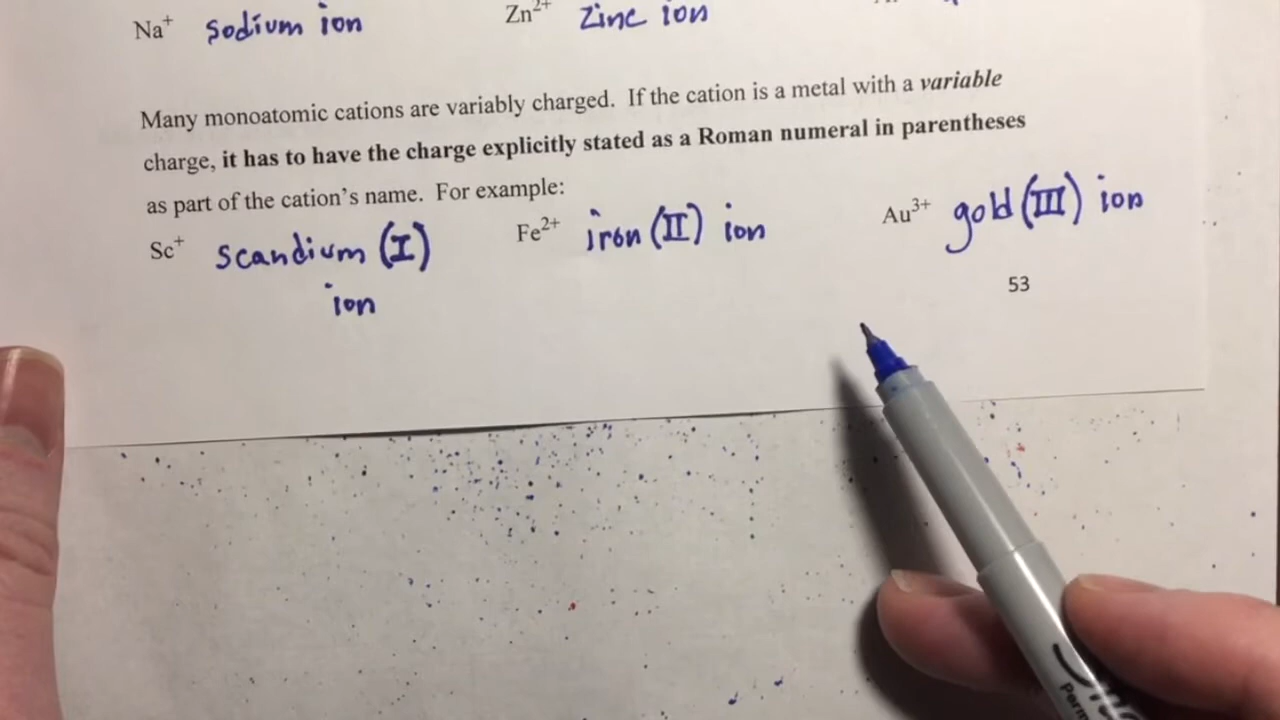 Na⁺ sodium ion Zn²⁺ zinc ion
Many monoatomic cations are variably charged. If the cation is a metal with a variable
charge, it has to have the charge explicitly stated as a Roman numeral in parentheses
as part of the cation's name. For example:
Sc⁺ scandium (I) Fe²⁺ iron (II) ion Au³⁺ gold (III) ion
ion
53